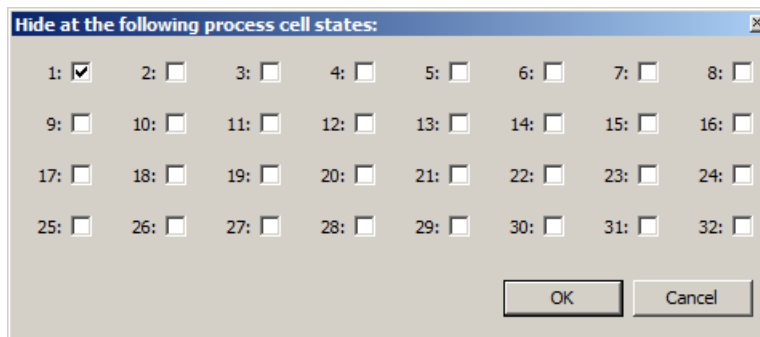 Hide at the following process cell states:
1: 2: 3: 4: 5: 6: 7: 8:
9: 10: 11: 12: 13: 14: 15: 16:
17: 18: 19: 20: 21: 22: 23: 24:
25: 26: 27: 28: 29: 30: 31: 32:
OK Cancel